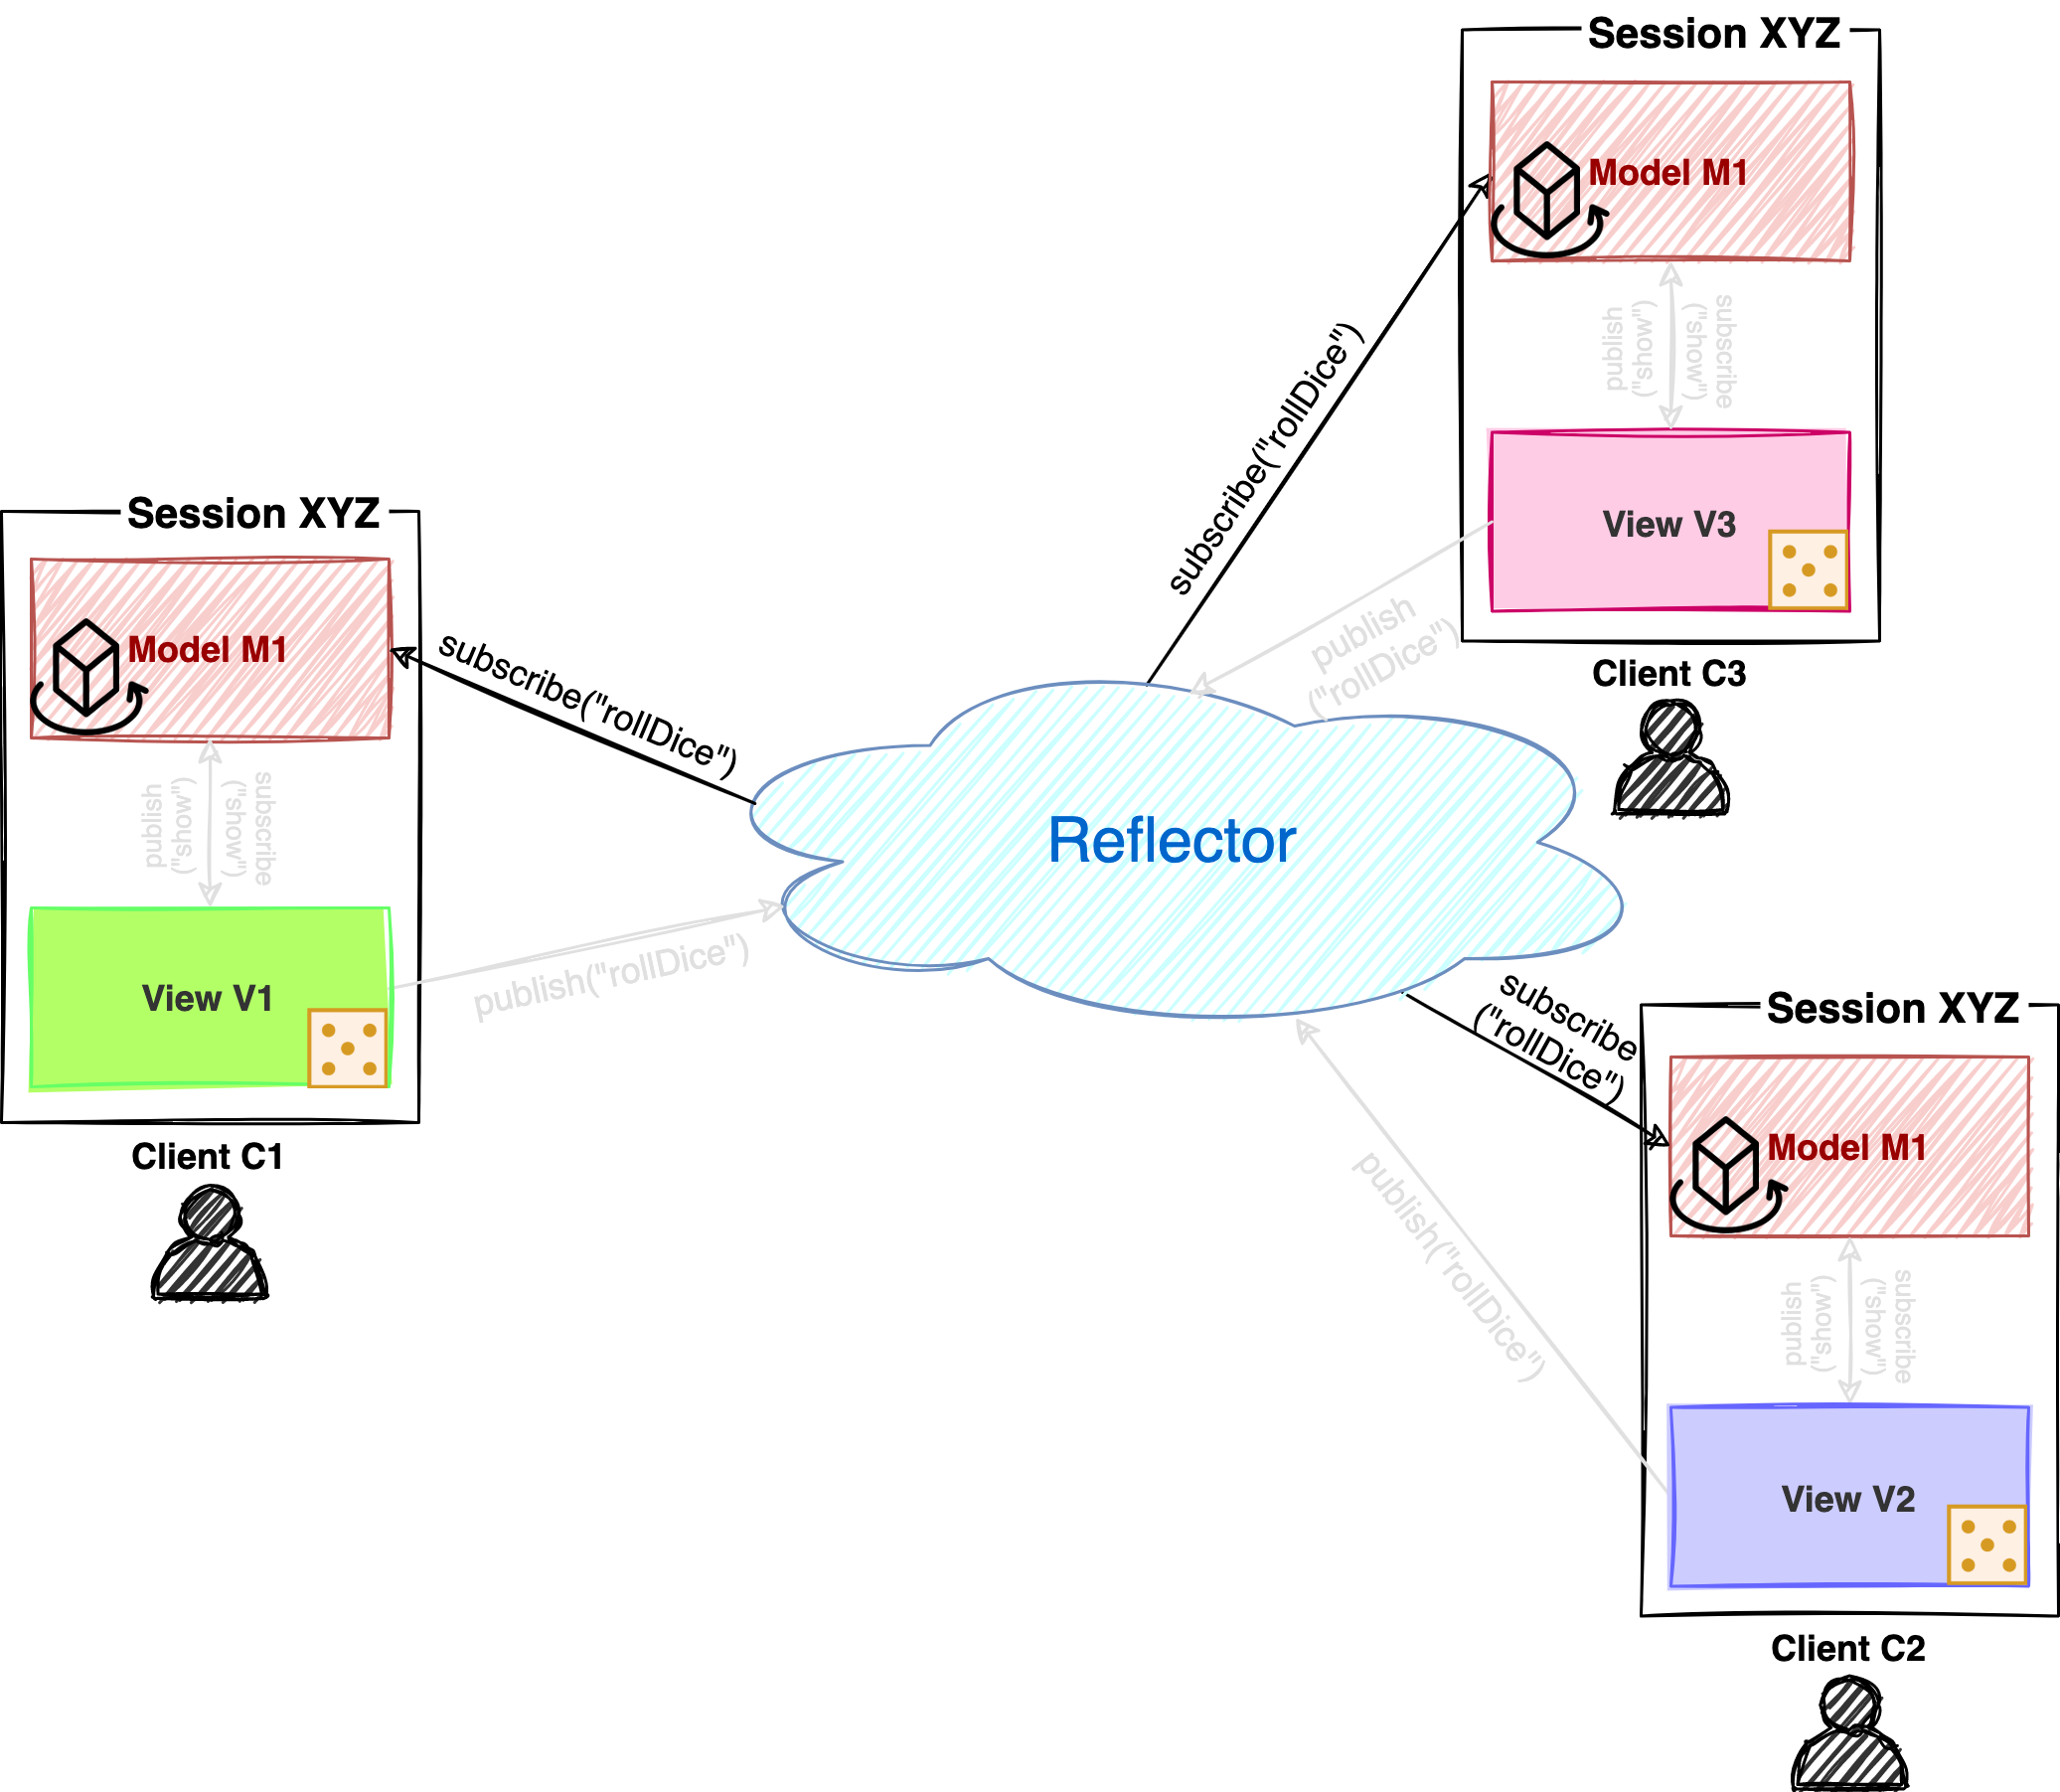 Session XYZ
Model M1
publish
("show")
subscribe
("show")
View V3
Client C3
subscribe("rollDice")
publish
("rollDice")
Session XYZ
Model M1
publish
("show")
subscribe
("show")
View V1
Client C1
subscribe("rollDice")
publish("rollDice")
Reflector
subscribe
("rollDice")
publish("rollDice")
Session XYZ
Model M1
publish
("show")
subscribe
("show")
View V2
Client C2